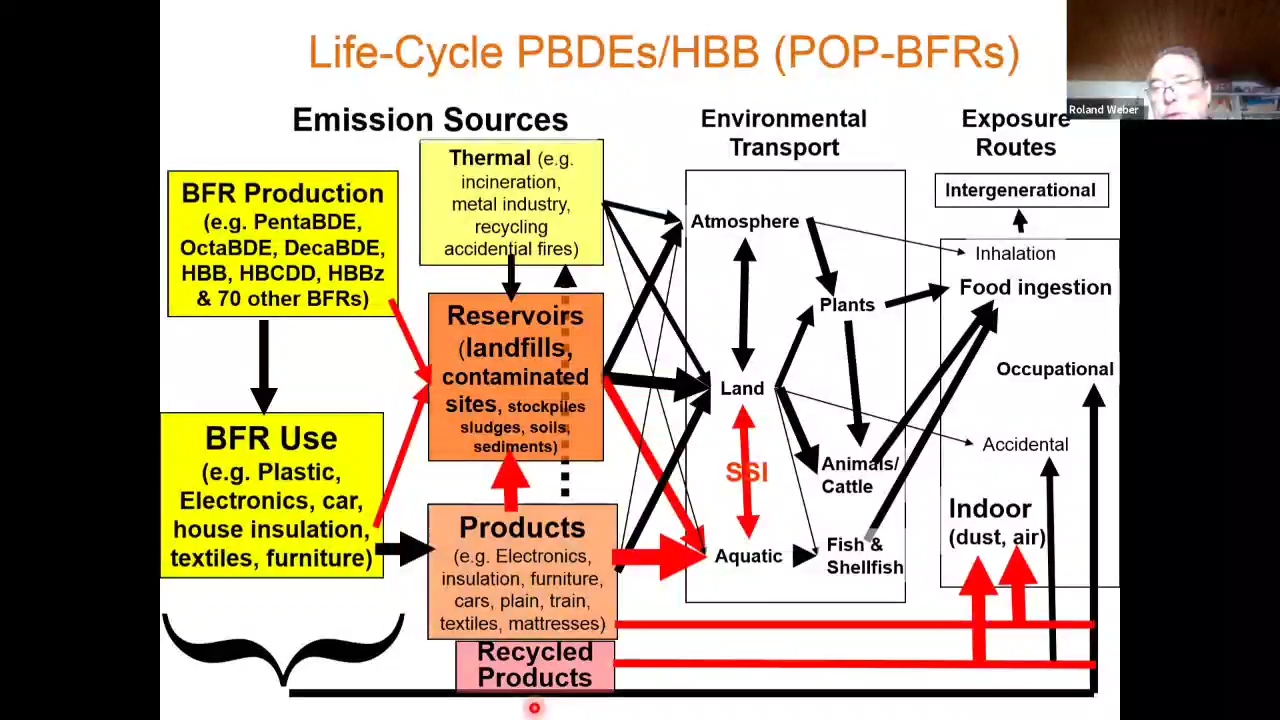 Life-Cycle PBDEs/HBB (POP-BFRs)
Roland Weber
Emission Sources
Environmental
Transport
Exposure
Routes
BFR Production
(e.g. PentaBDE,
OctaBDE, DecaBDE,
HBB, HBCDD, HBBz
& 70 other BFRs)
BFR Use
(e.g. Plastic,
Electronics, car,
house insulation,
textiles, furniture)
Thermal (e.g.
incineration,
metal industry,
recycling
accidential fires)
Reservoirs
(landfills,
contaminated
sites, stockpiles
sludges, soils,
sediments)
Products
(e.g. Electronics,
insulation, furniture,
cars, plain, train,
textiles, mattresses)
Recycled
Products
Atmosphere
Plants
Land
SSI
Animals/
Cattle
Aquatic
Fish &
Shellfish
Intergenerational
Inhalation
Food ingestion
Occupational
Accidental
Indoor
(dust, air)